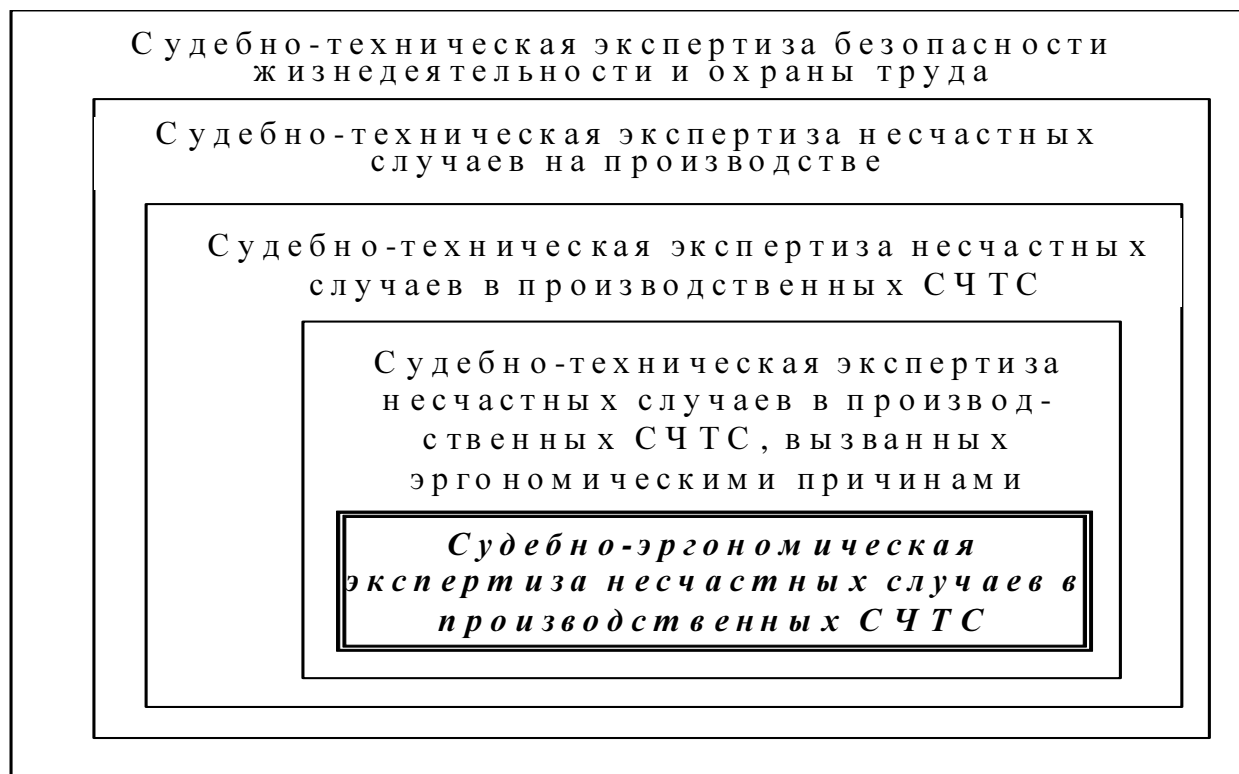 Судебно-техническая экспертиза безопасности
жизнедеятельности и охраны труда
Судебно-техническая экспертиза несчастных
случаев на производстве
Судебно-техническая экспертиза несчастных
случаев в производственных СЧТС
Судебно-техническая экспертиза
несчастных случаев в производ-
ственных СЧТС, вызванных
эргономическими причинами
Судебно-эргономическая
экспертиза несчастных случаев в
производственных СЧТС